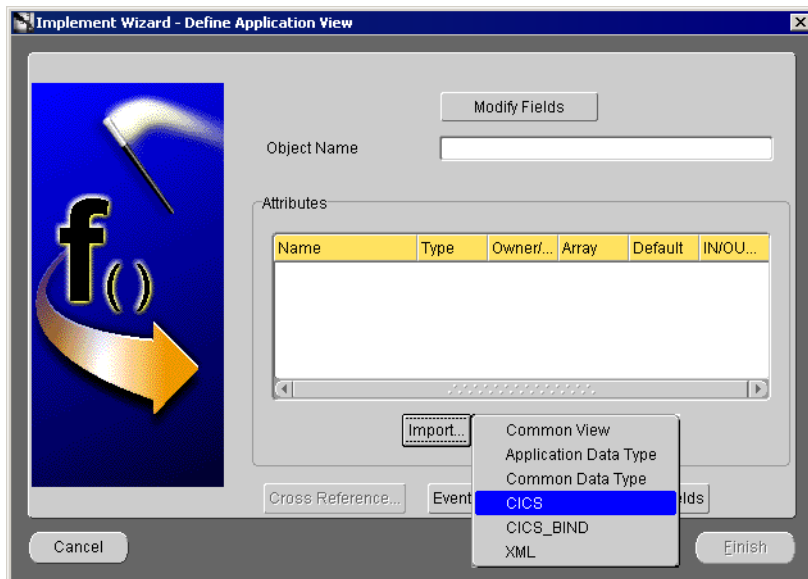 Implement Wizard - Define Application View
Modify Fields
Object Name
Attributes
Name Type Owner/... Array Default IN/OU...
Import...
Common View
Application Data Type
Common Data Type
CICS
CICS_BIND
XML
Cross Reference...
Event
lds
Cancel
Finish
f()